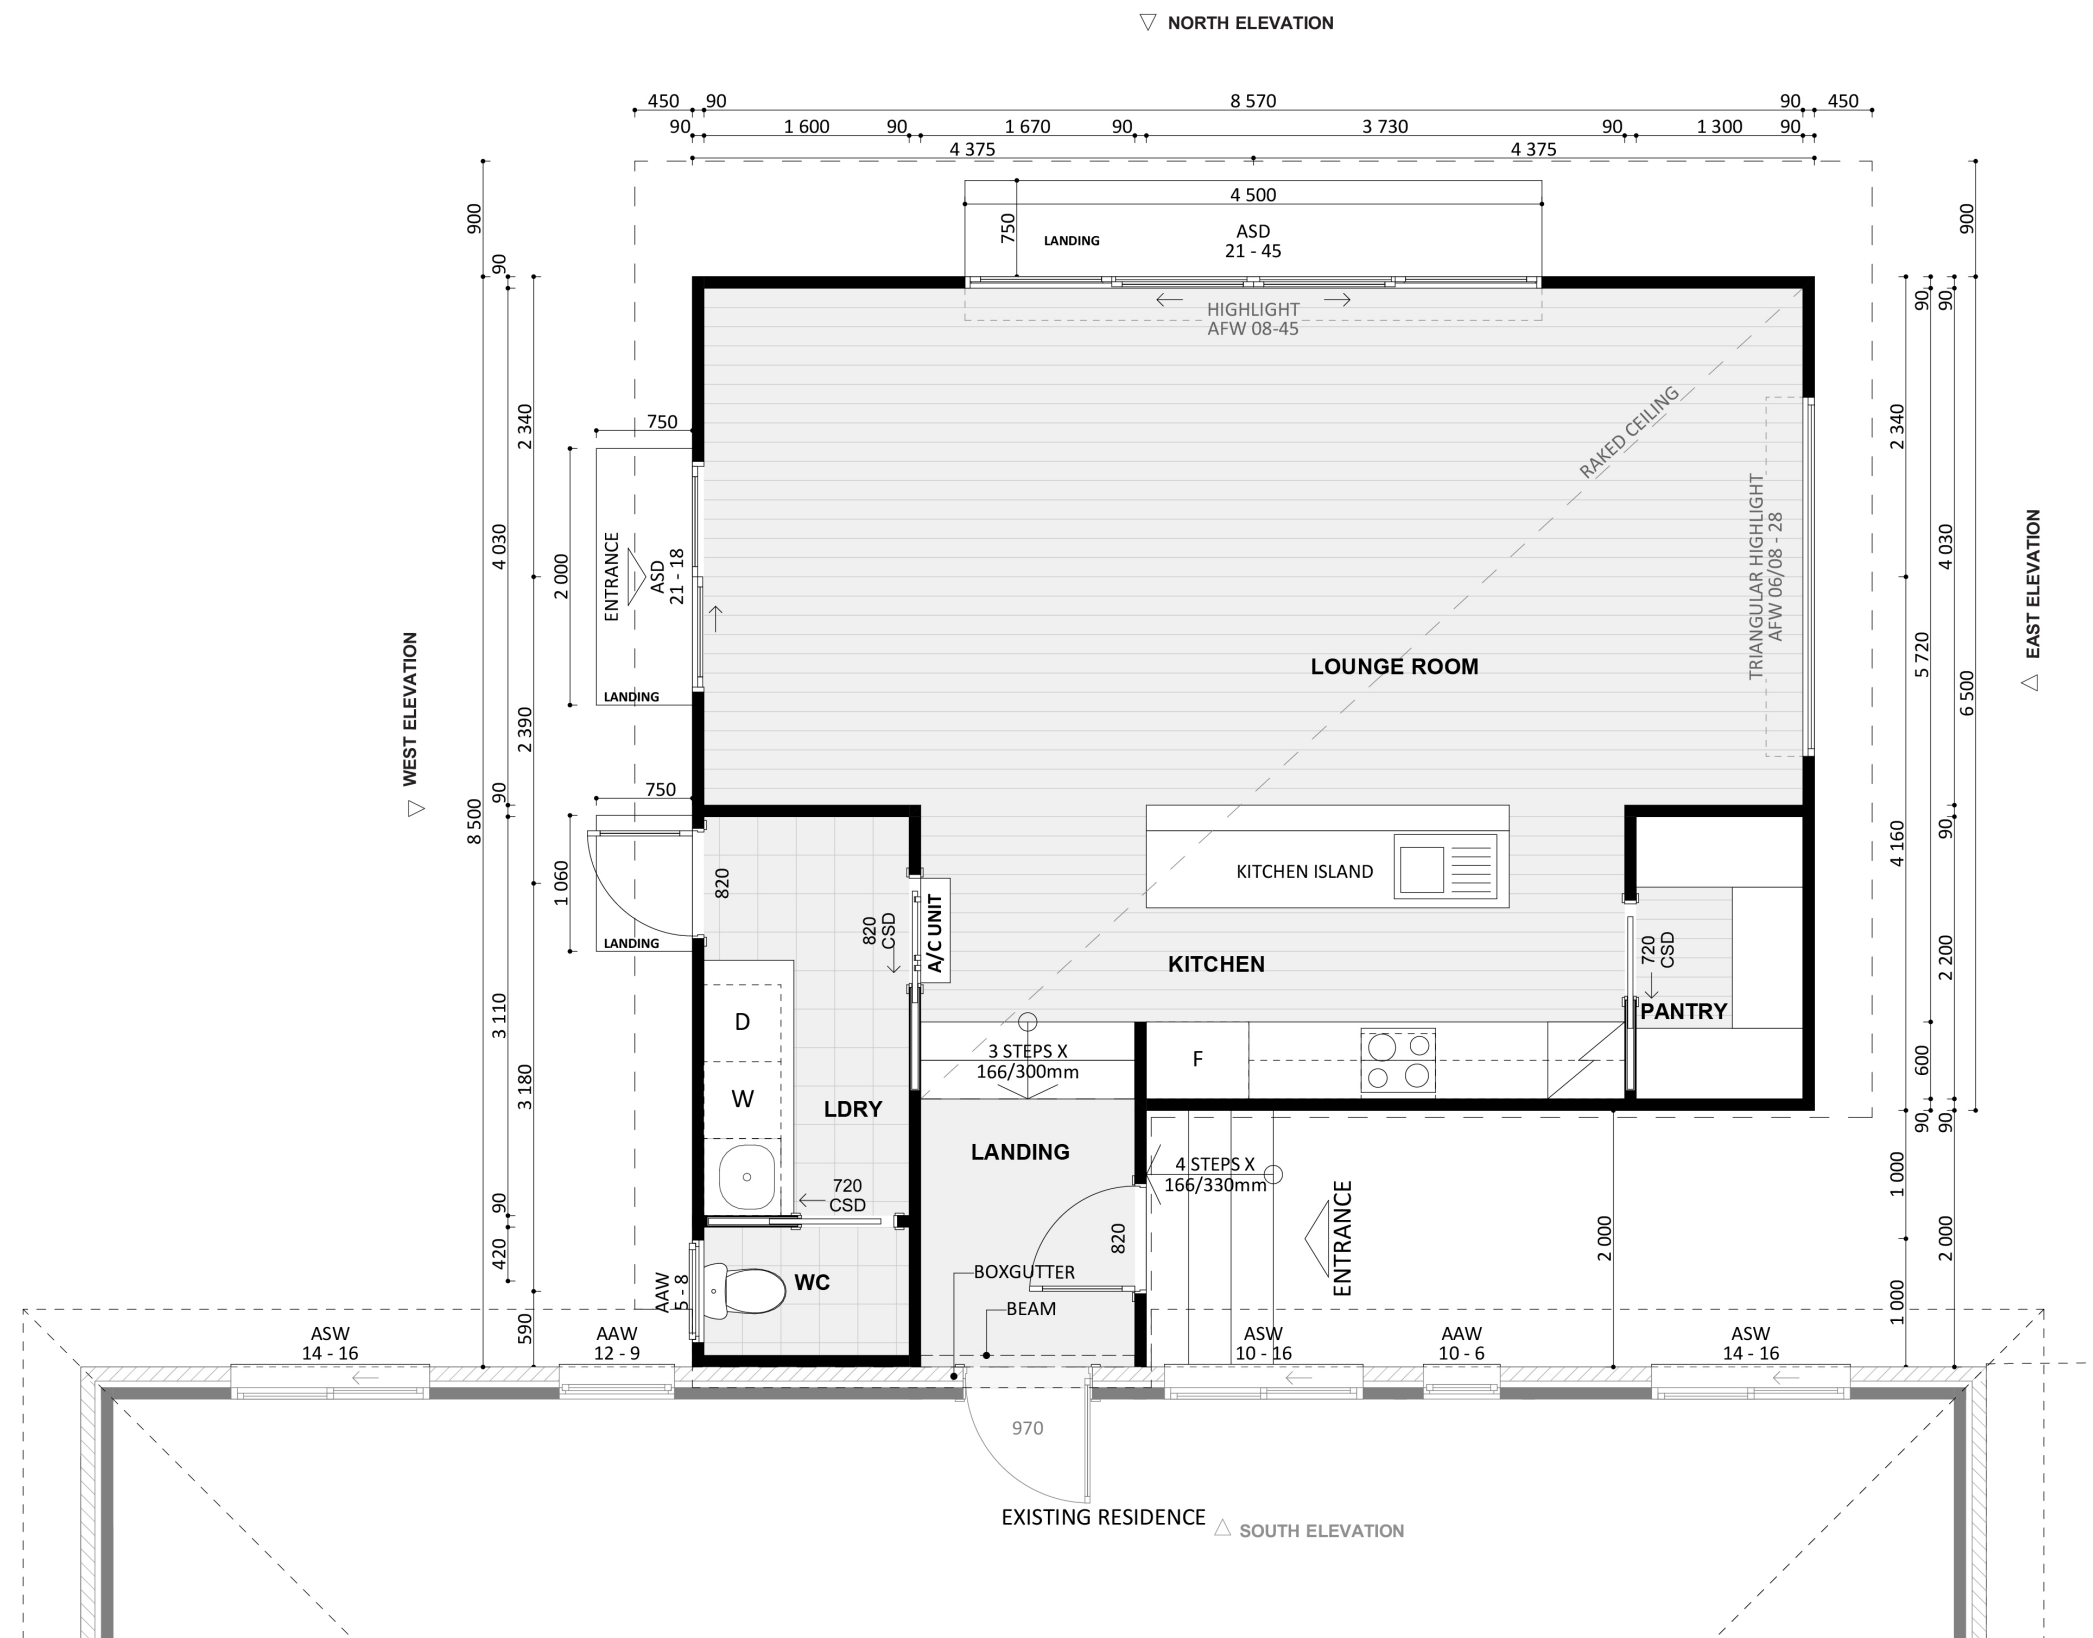 NORTH ELEVATION
450 90 8 570 90 450
90 1 600 90 1 670 90 3 730 90 1 300 90
4 375 4 375
4 500
750
LANDING
ASD
21 - 45
HIGHLIGHT
AFW 08-45
900
90
2 340
4 030
8 500
2 390
90
3 110
3 180
90
420
590
WEST ELEVATION
750
2 000
ENTRANCE
ASD
21 - 18
LANDING
750
1 060
820
LANDING
RAKED CEILING
TRIANGULAR HIGHLIGHT
AFW 06/08 - 28
LOUNGE ROOM
900
90
90
2 340
4 030
5 720
6 500
90
4 160
2 200
600
90
90
1 000
2 000
1 000
EAST ELEVATION
820
CSD
A/C UNIT
KITCHEN ISLAND
KITCHEN
720
CSD
PANTRY
D
W
LDRY
3 STEPS X
166/300mm
F
LANDING
4 STEPS X
166/330mm
720
CSD
820
ENTRANCE
2 000
WC
AAW
5 - 8
BOXGUTTER
BEAM
ASW
14 - 16
AAW
12 - 9
ASW
10 - 16
AAW
10 - 6
ASW
14 - 16
970
EXISTING RESIDENCE
SOUTH ELEVATION